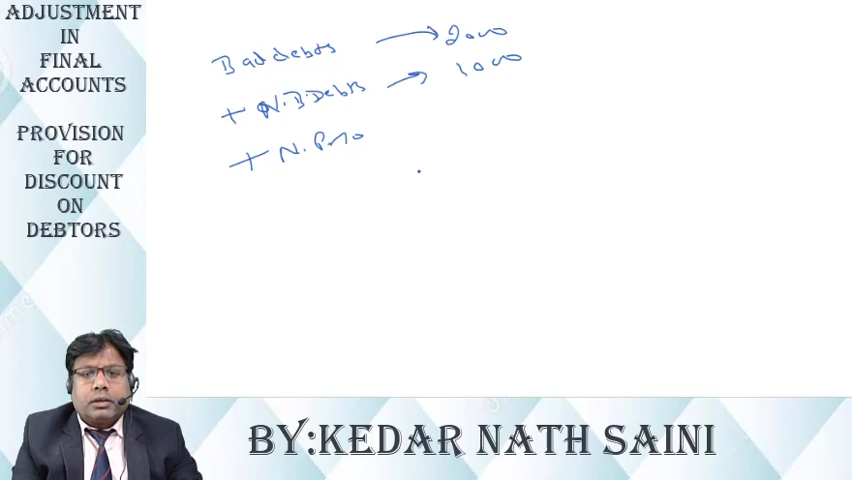 ADJUSTMENT
IN
FINAL
ACCOUNTS
PROVISION
FOR
DISCOUNT
ON
DEBTORS
Bad debts → 2000
+ N.B.Debts → 1000
+ N. Pro
BY:KEDAR NATH SAINI